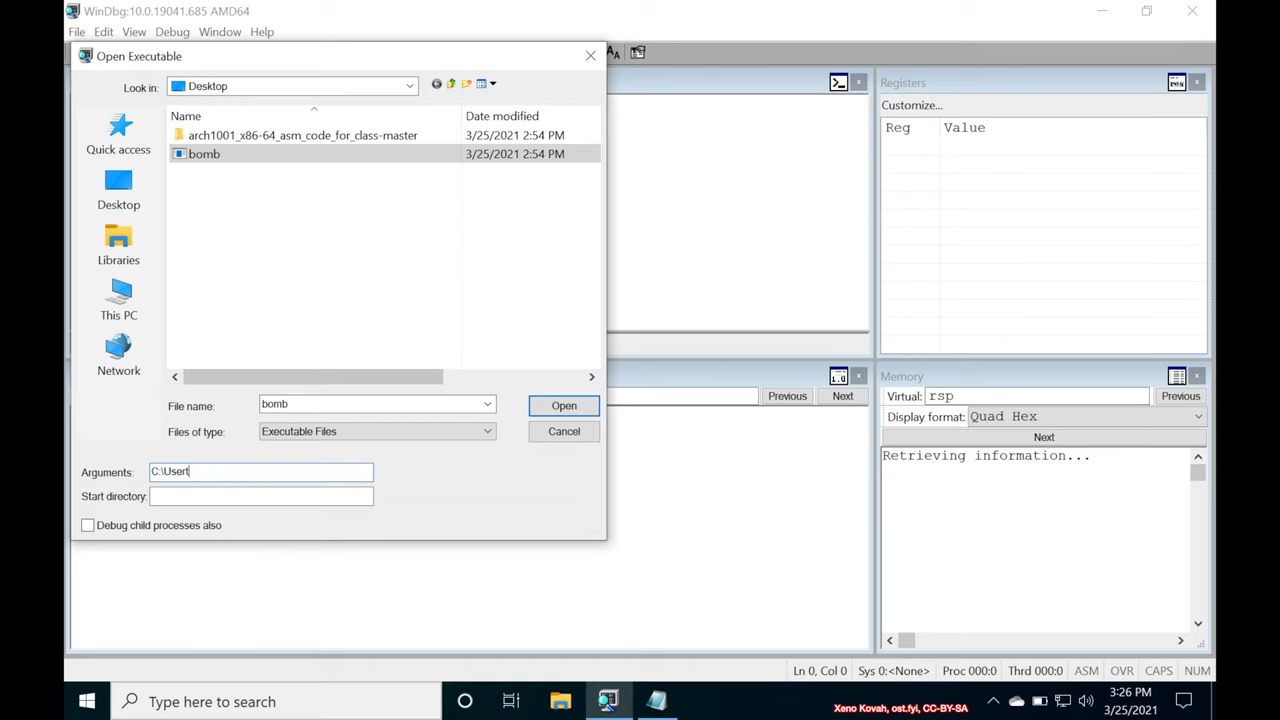 WinDbg:10.0.19041.685 AMD64
File Edit View Debug Window Help
Open Executable
Look in: Desktop
Name Date modified
arch1001_x86-64_asm_code_for_class-master 3/25/2021 2:54 PM
bomb 3/25/2021 2:54 PM
Quick access
Desktop
Libraries
This PC
Network
File name: bomb Open
Files of type: Executable Files Cancel
Arguments: C:\Usert
Start directory:
Debug child processes also
Registers
Customize...
Reg Value
Previous Next
Memory
Virtual: rsp Previous
Display format: Quad Hex
Next
Retrieving information...
Ln 0, Col 0 Sys 0:<None> Proc 000:0 Thrd 000:0 ASM OVR CAPS NUM
Type here to search
3:26 PM
3/25/2021
Xeno Kovah, ost.fyi, CC-BY-SA